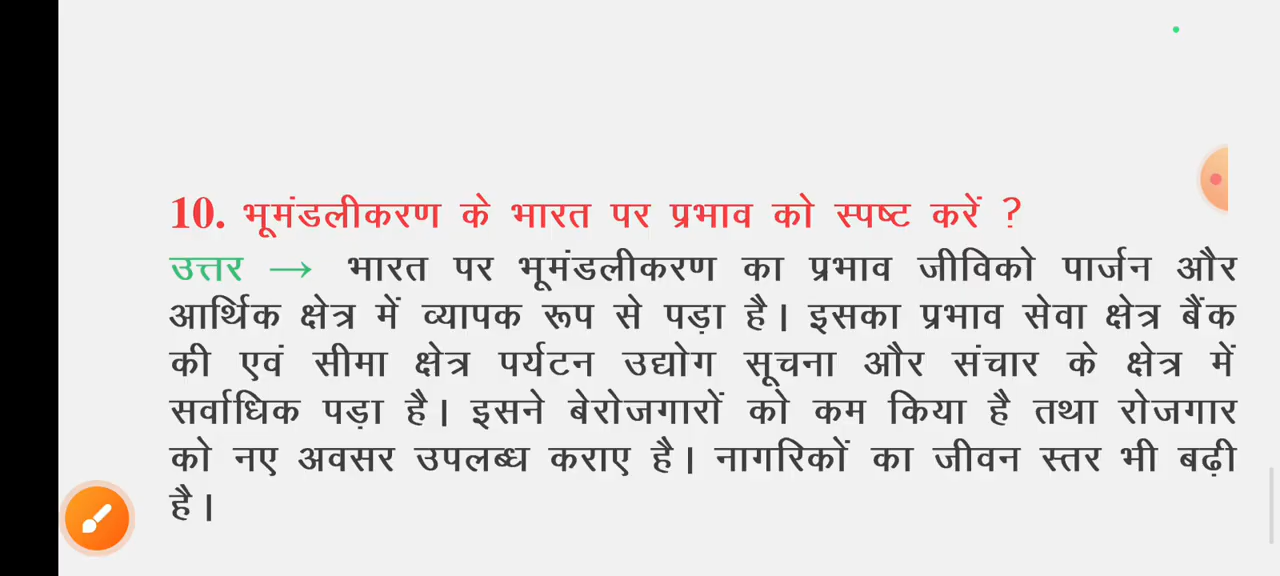 10. भूमंडलीकरण के भारत पर प्रभाव को स्पष्ट करें ?
उत्तर → भारत पर भूमंडलीकरण का प्रभाव जीविको पार्जन और
आर्थिक क्षेत्र में व्यापक रूप से पड़ा है। इसका प्रभाव सेवा क्षेत्र बैंक
की एवं सीमा क्षेत्र पर्यटन उद्योग सूचना और संचार के क्षेत्र में
सर्वाधिक पड़ा है। इसने बेरोजगारों को कम किया है तथा रोजगार
को नए अवसर उपलब्ध कराए है। नागरिकों का जीवन स्तर भी बढ़ी
है।